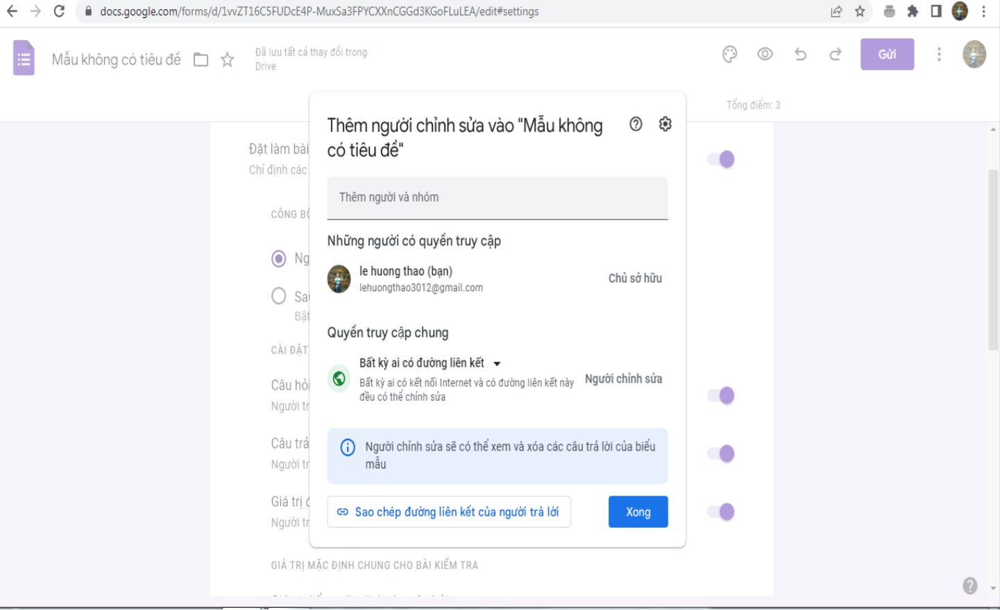 docs.google.com/forms/d/1vvZT16C5FUDcE4P-MuxSa3FPYCXXnCGGd3KGoFLuLEA/edit#settings
Mẫu không có tiêu đề
Đã lưu tất cả thay đổi trong
Drive
Gửi
Tổng điểm: 3
Thêm người chỉnh sửa vào "Mẫu không
có tiêu đề"
Đặt làm bài
Chỉ định các
Thêm người và nhóm
CÔNG BỐ
Những người có quyền truy cập
Ng
le huong thao (bạn)
lehuongthao3012@gmail.com
Chủ sở hữu
Sau
Bật
Quyền truy cập chung
CÀI ĐẶT
Bất kỳ ai có đường liên kết
Bất kỳ ai có kết nối Internet và có đường liên kết này
đều có thể chỉnh sửa
Người chỉnh sửa
Câu hỏi
Người tr
Câu trả
Người tr
Người chỉnh sửa sẽ có thể xem và xóa các câu trả lời của biểu
mẫu
Giá trị
Người tr
Sao chép đường liên kết của người trả lời
Xong
GIÁ TRỊ MẶC ĐỊNH CHUNG CHO BÀI KIỂM TRA